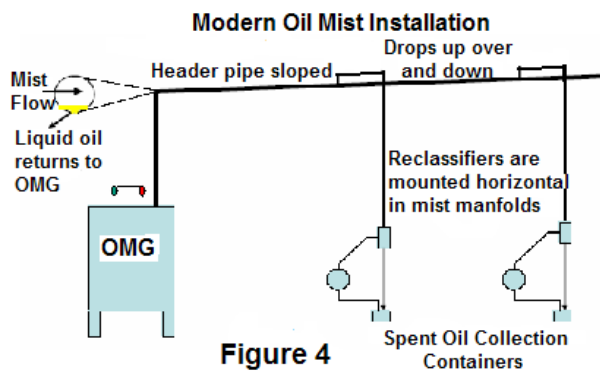 Modern Oil Mist Installation
Drops up over
and down
Header pipe sloped
Mist
Flow
Liquid oil
returns to
OMG
Reclassifiers are
mounted horizontal
in mist manfolds
OMG
Spent Oil Collection
Containers
Figure 4